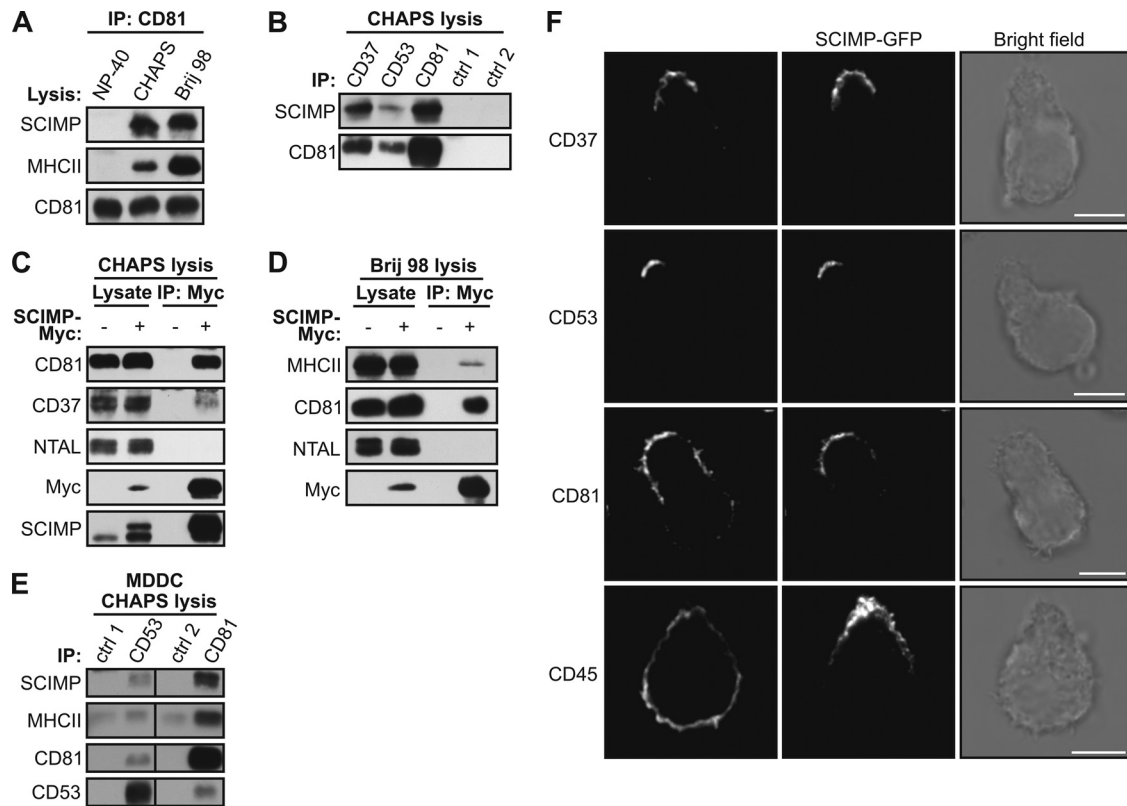 A
IP: CD81
Lysis:
NP-40
CHAPS
Brij 98
SCIMP
MHCII
CD81
B
CHAPS lysis
IP:
CD37
CD53
CD81
ctrl 1
ctrl 2
SCIMP
CD81
C
CHAPS lysis
Lysate IP: Myc
SCIMP-
Myc: - + - +
CD81
CD37
NTAL
Myc
SCIMP
D
Brij 98 lysis
Lysate IP: Myc
SCIMP-
Myc: - + - +
MHCII
CD81
NTAL
Myc
E
MDDC
CHAPS lysis
IP:
ctrl 1
CD53
ctrl 2
CD81
SCIMP
MHCII
CD81
CD53
F
SCIMP-GFP Bright field
CD37
CD53
CD81
CD45